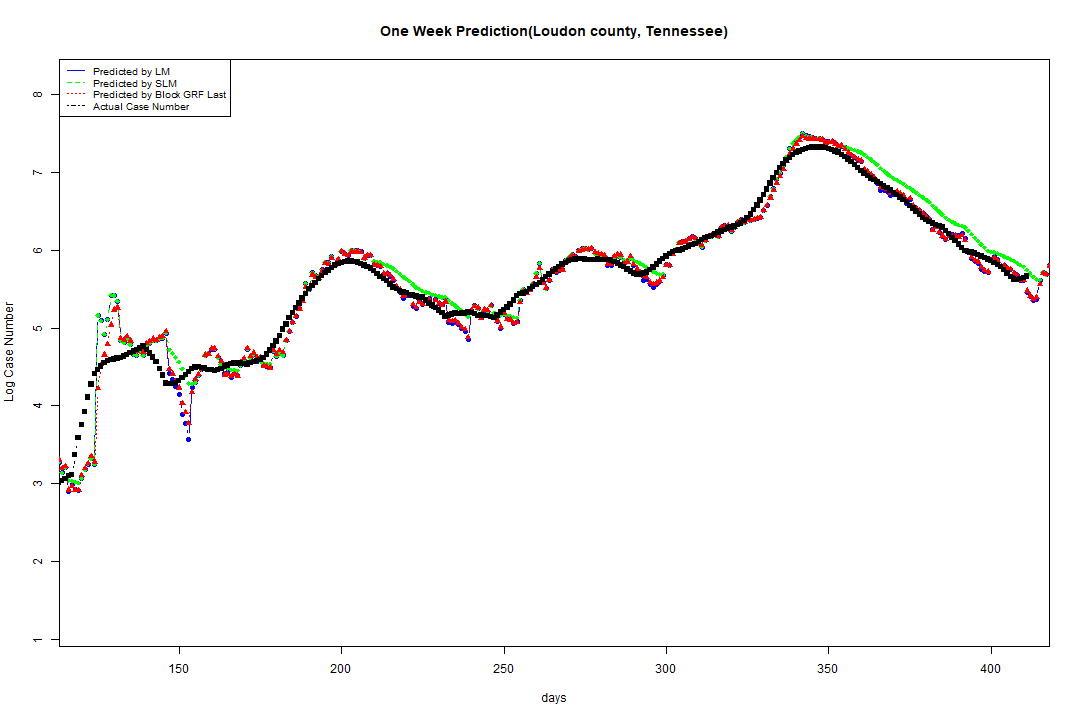 One Week Prediction(Loudon county, Tennessee)
Predicted by LM
Predicted by SLM
Predicted by Block GRF Last
Actual Case Number
8
7
6
5
4
3
2
1
Log Case Number
150 200 250 300 350 400
days